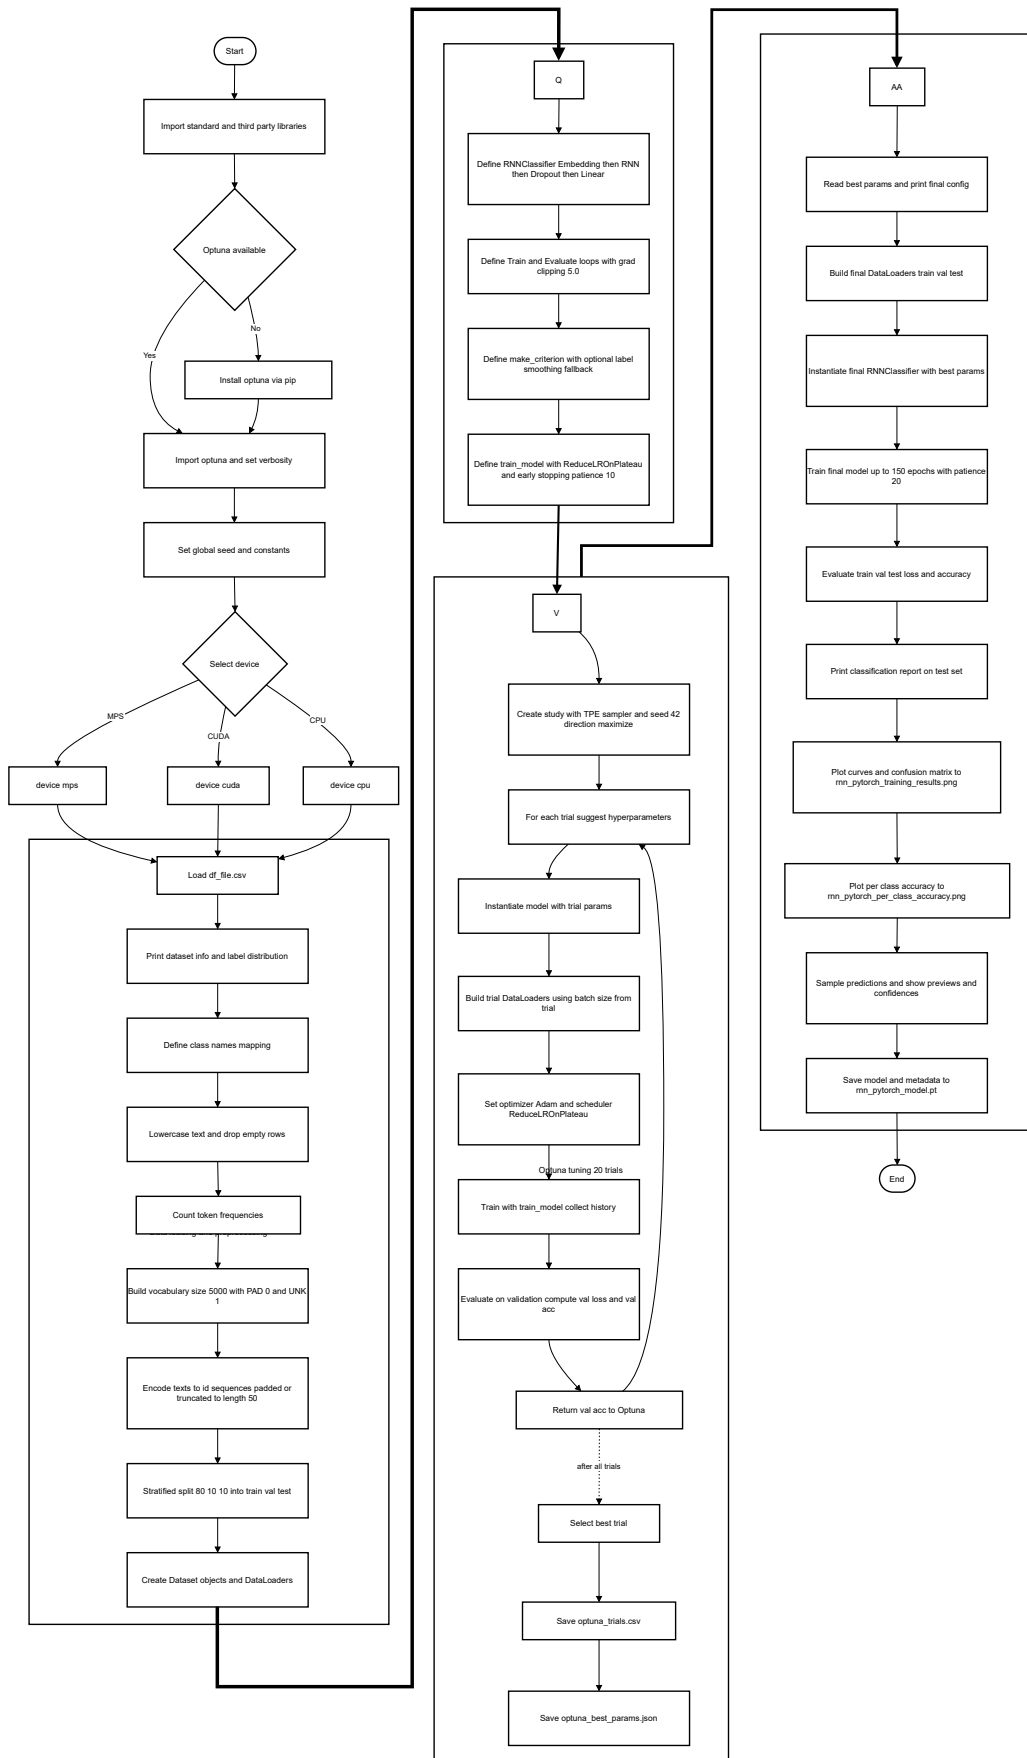 Start
Import standard and third party libraries
Optuna available
No
Yes
Install optuna via pip
Import optuna and set verbosity
Set global seed and constants
Select device
MPS
CUDA
CPU
device mps
device cuda
device cpu
Load df_file.csv
Print dataset info and label distribution
Define class names mapping
Lowercase text and drop empty rows
Count token frequencies
Build vocabulary size 5000 with PAD 0 and UNK
1
Encode texts to id sequences padded or
truncated to length 50
Stratified split 80 10 10 into train val test
Create Dataset objects and DataLoaders
Q
Define RNNClassifier Embedding then RNN
then Dropout then Linear
Define Train and Evaluate loops with grad
clipping 5.0
Define make_criterion with optional label
smoothing fallback
Define train_model with ReduceLROnPlateau
and early stopping patience 10
V
Create study with TPE sampler and seed 42
direction maximize
For each trial suggest hyperparameters
Instantiate model with trial params
Build trial DataLoaders using batch size from
trial
Set optimizer Adam and scheduler
ReduceLROnPlateau
Optuna tuning 20 trials
Train with train_model collect history
Evaluate on validation compute val loss and val
acc
Return val acc to Optuna
after all trials
Select best trial
Save optuna_trials.csv
Save optuna_best_params.json
AA
Read best params and print final config
Build final DataLoaders train val test
Instantiate final RNNClassifier with best params
Train final model up to 150 epochs with patience
20
Evaluate train val test loss and accuracy
Print classification report on test set
Plot curves and confusion matrix to
rnn_pytorch_training_results.png
Plot per class accuracy to
rnn_pytorch_per_class_accuracy.png
Sample predictions and show previews and
confidences
Save model and metadata to
rnn_pytorch_model.pt
End